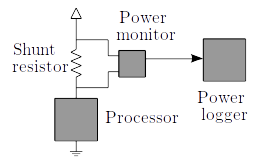 Power
monitor
Shunt
resistor
Processor
Power
logger